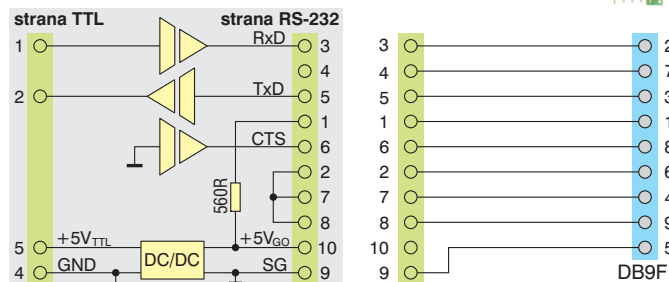 strana TTL strana RS-232
1 RxD 3 3 2
4 4 7
2 TxD 5 5 3
1 1 1
CTS 6 6 8
2 2 6
560R 7 7 4
8 8 9
5 +5VTTL +5VGO 10 10 5
4 GND DC/DC SG 9 9 DB9F